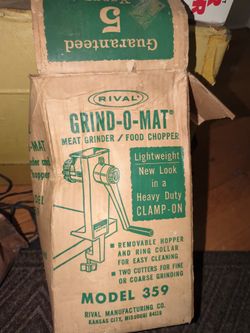 5
Guaranteed
RIVAL®
GRIND-O-MAT®
MEAT GRINDER / FOOD CHOPPER
Lightweight
New Look
in a
Heavy Duty
CLAMP-ON
• REMOVABLE HOPPER
AND RING COLLAR
FOR EASY CLEANING
• TWO CUTTERS FOR FINE
OR COARSE GRINDING
MODEL 359
RIVAL MANUFACTURING CO.
KANSAS CITY, MISSOURI 64129
O-MAT